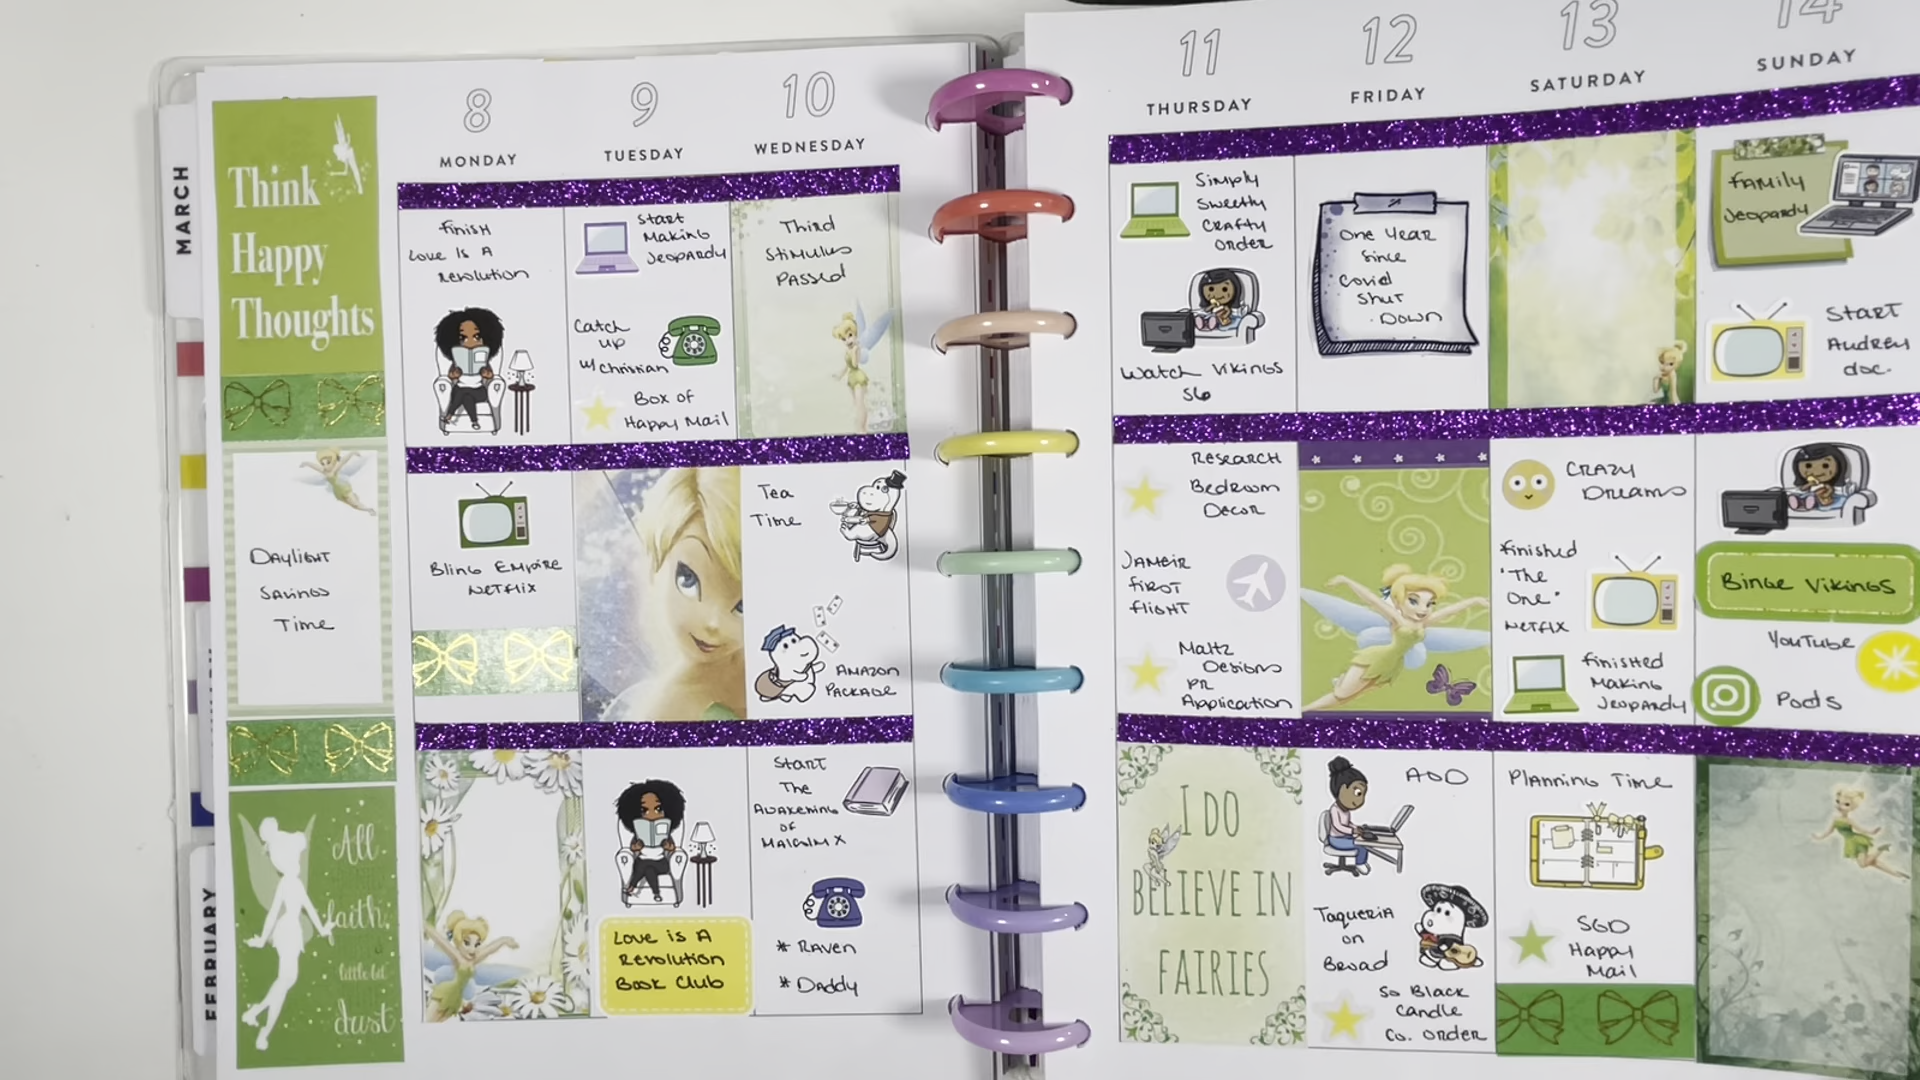 MARCH
FEBRUARY
Think
Happy
Thoughts
Daylight
Savings
Time
All
faith,
little bit
dust
8
MONDAY
Finish
Love Is A
Revolution
Bling Empire
Netflix
9
TUESDAY
Start
Making
Jeopardy
Catch
up
w/ Christian
Box of
Happy Mail
Love is A
Revolution
Book Club
10
WEDNESDAY
Third
Stimulus
Passed
Tea
Time
Amazon
Package
Start
The
Awakening
of
Malcolm X
* Raven
* Daddy
11
THURSDAY
Simply
Sweetly
Crafty
Order
Watch Vikings
S6
Research
Bedroom
Decor
Jameir
First
Flight
Maltz
Designs
PR
Application
I DO
BELIEVE IN
FAIRIES
12
FRIDAY
One Year
Since
Covid
Shut
Down
AOD
Taqueria
on
Broad
So Black
Candle
Co. Order
13
SATURDAY
Crazy
Dreams
Finished
"The
One"
Netflix
Finished
Making
Jeopardy
Planning Time
SGD
Happy
Mail
14
SUNDAY
Family
Jeopardy
Start
Audrey
doc.
Binge Vikings
YouTube
Pods